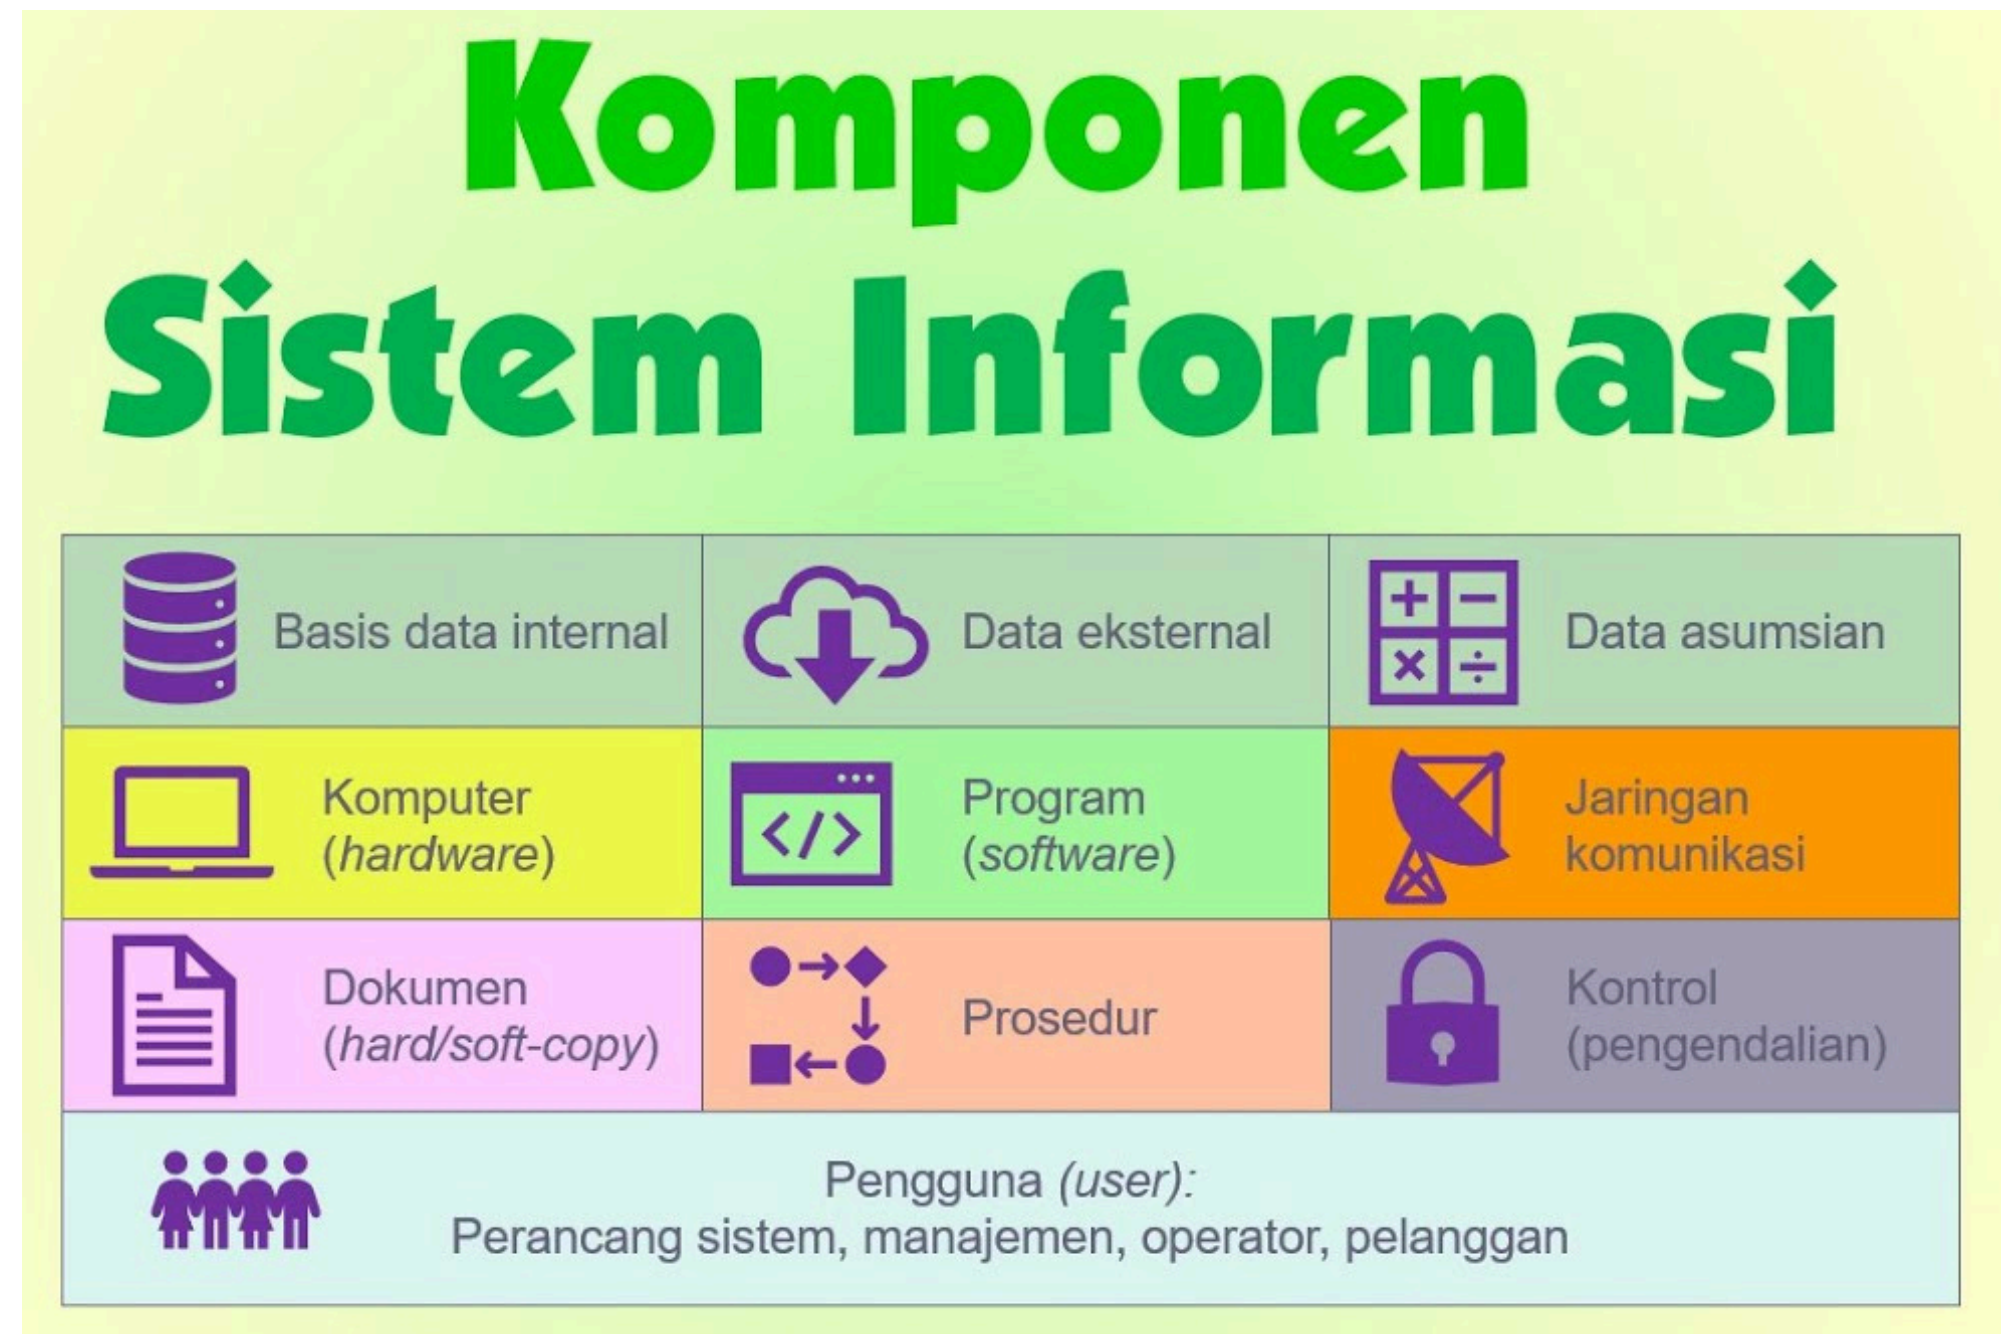 Komponen
Sistem Informasi
Basis data internal
Data eksternal
+ −
Data asumsian
× ÷
Komputer
(hardware)
</>
Program
(software)
Jaringan
komunikasi
Dokumen
(hard/soft-copy)
Prosedur
Kontrol
(pengendalian)
Pengguna (user):
Perancang sistem, manajemen, operator, pelanggan